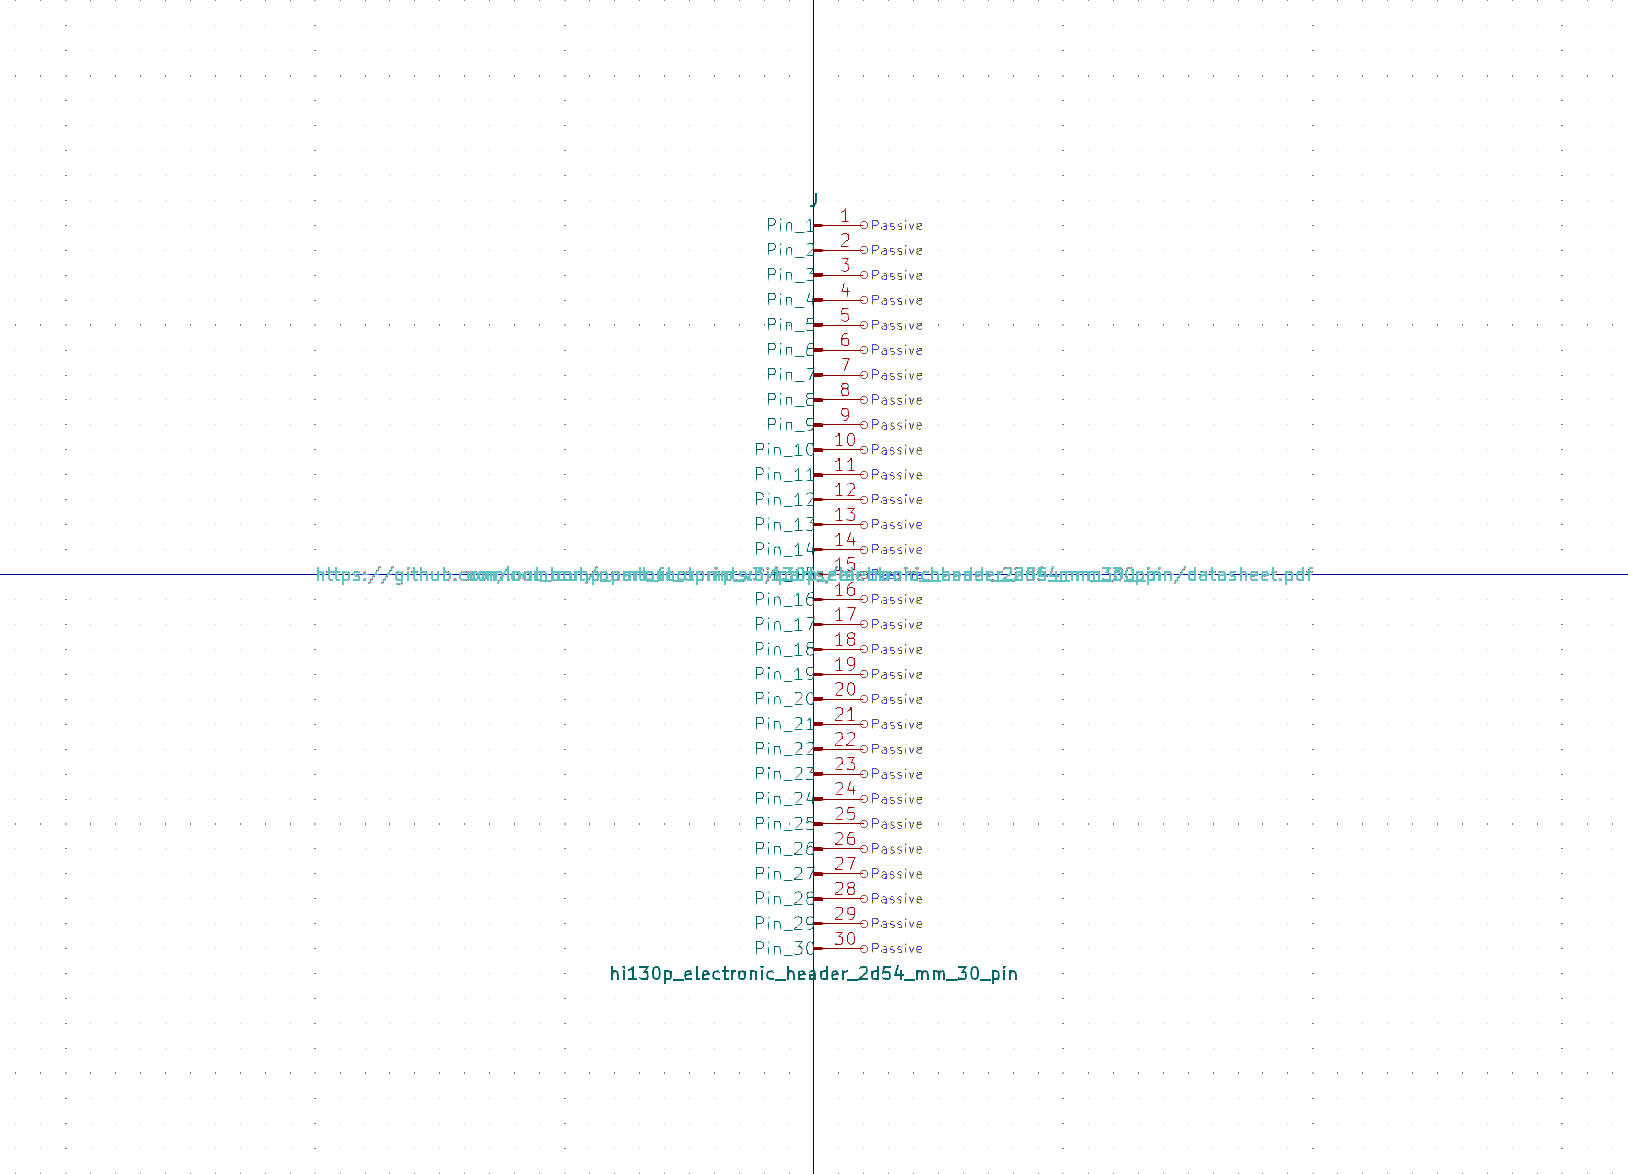 J
Pin_1 1 Passive
Pin_2 2 Passive
Pin_3 3 Passive
Pin_4 4 Passive
Pin_5 5 Passive
Pin_6 6 Passive
Pin_7 7 Passive
Pin_8 8 Passive
Pin_9 9 Passive
Pin_10 10 Passive
Pin_11 11 Passive
Pin_12 12 Passive
Pin_13 13 Passive
Pin_14 14 Passive
15
Pin_16 16 Passive
Pin_17 17 Passive
Pin_18 18 Passive
Pin_19 19 Passive
Pin_20 20 Passive
Pin_21 21 Passive
Pin_22 22 Passive
Pin_23 23 Passive
Pin_24 24 Passive
Pin_25 25 Passive
Pin_26 26 Passive
Pin_27 27 Passive
Pin_28 28 Passive
Pin_29 29 Passive
Pin_30 30 Passive
hi130p_electronic_header_2d54_mm_30_pin